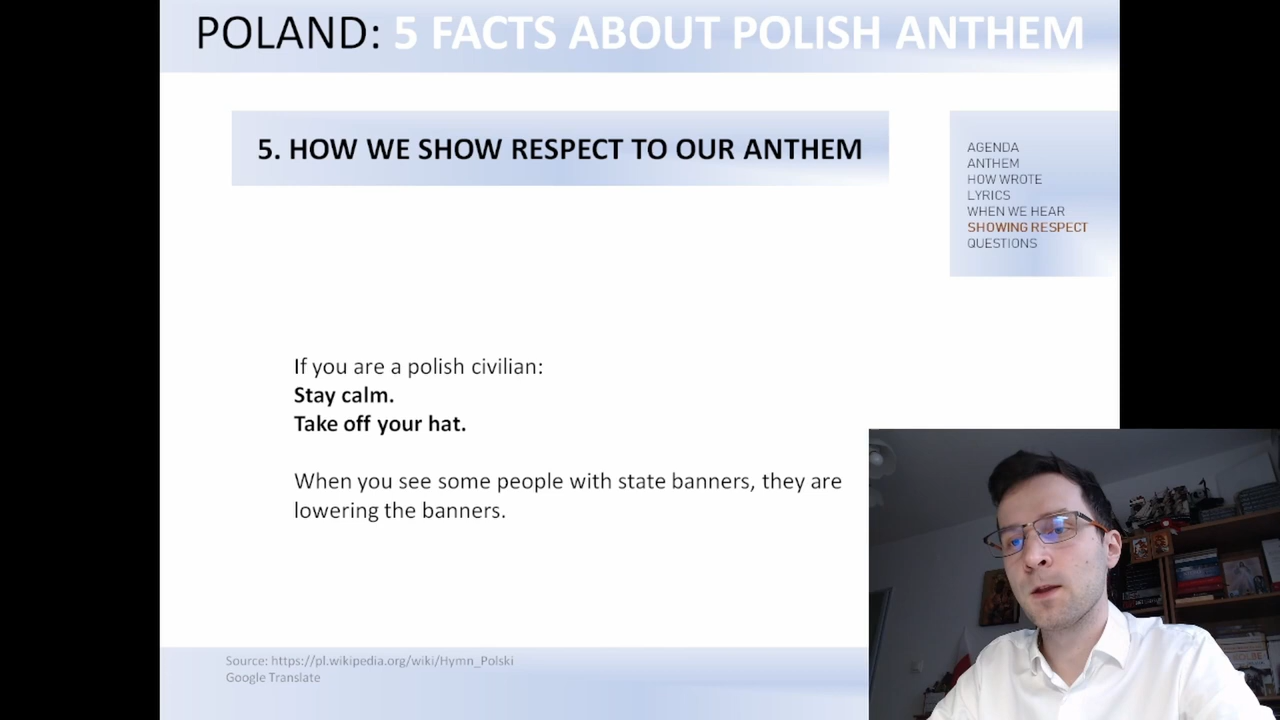 POLAND: 5 FACTS ABOUT POLISH ANTHEM
5. HOW WE SHOW RESPECT TO OUR ANTHEM
AGENDA
ANTHEM
HOW WROTE
LYRICS
WHEN WE HEAR
SHOWING RESPECT
QUESTIONS
If you are a polish civilian:
Stay calm.
Take off your hat.
When you see some people with state banners, they are
lowering the banners.
Source: https://pl.wikipedia.org/wiki/Hymn_Polski
Google Translate